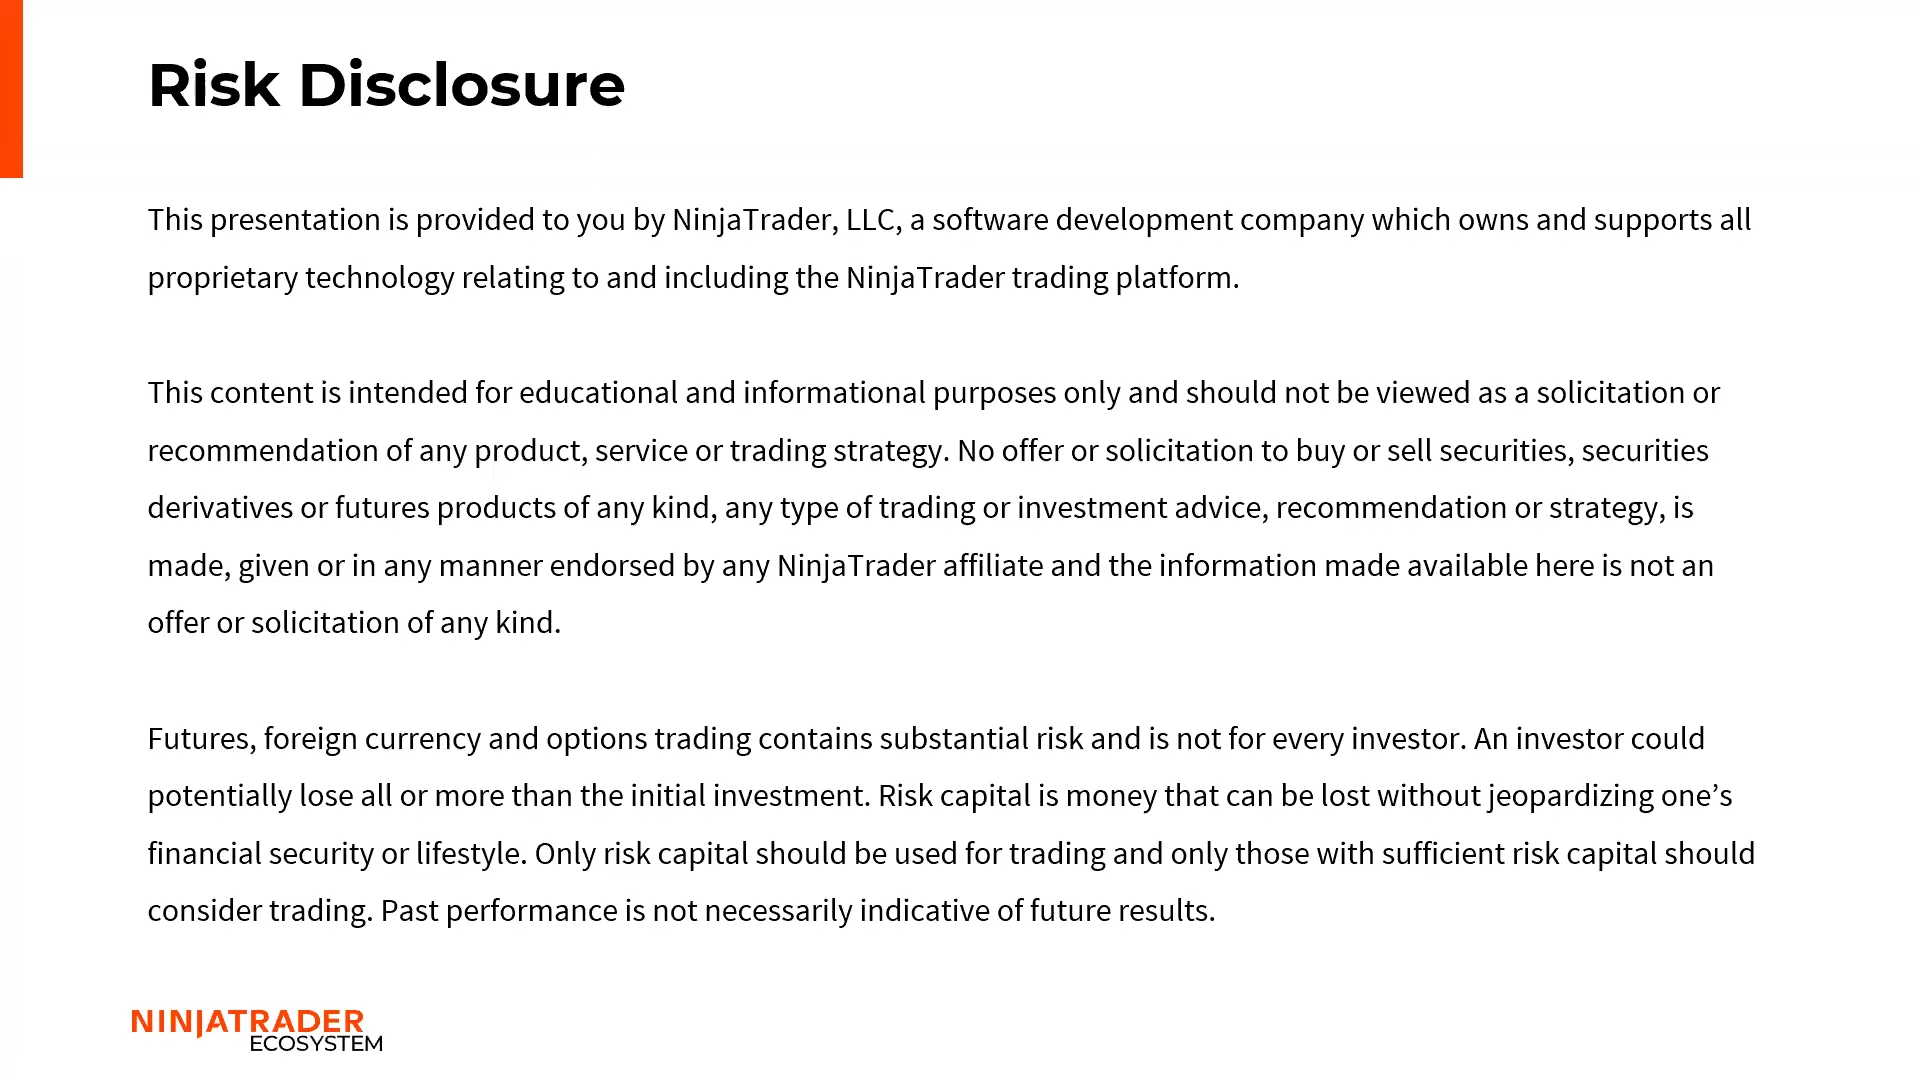 Risk Disclosure
This presentation is provided to you by NinjaTrader, LLC, a software development company which owns and supports all
proprietary technology relating to and including the NinjaTrader trading platform.
This content is intended for educational and informational purposes only and should not be viewed as a solicitation or
recommendation of any product, service or trading strategy. No offer or solicitation to buy or sell securities, securities
derivatives or futures products of any kind, any type of trading or investment advice, recommendation or strategy, is
made, given or in any manner endorsed by any NinjaTrader affiliate and the information made available here is not an
offer or solicitation of any kind.
Futures, foreign currency and options trading contains substantial risk and is not for every investor. An investor could
potentially lose all or more than the initial investment. Risk capital is money that can be lost without jeopardizing one’s
financial security or lifestyle. Only risk capital should be used for trading and only those with sufficient risk capital should
consider trading. Past performance is not necessarily indicative of future results.
NINJATRADER
ECOSYSTEM